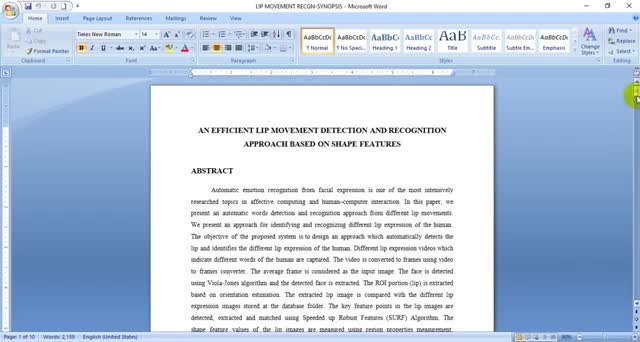 LIP MOVEMENT RECGN-SYNOPSIS - Microsoft Word
Home Insert Page Layout References Mailings Review View
Paste
Cut
Copy
Format Painter
Times New Roman 14
AaBbCcDc AaBbCcDc AaBbCc AaBbCc AaB AaBbCc AaBbCcDc AaBbCcDc
¶ Normal ¶ No Spaci... Heading 1 Heading 2 Title Subtitle Subtle Em... Emphasis
Change Styles
Find
Replace
Select
Clipboard Font Paragraph Styles Editing
AN EFFICIENT LIP MOVEMENT DETECTION AND RECOGNITION
APPROACH BASED ON SHAPE FEATURES
ABSTRACT
Automatic emotion recognition from facial expression is one of the most intensively
researched topics in affective computing and human–computer interaction. In this paper, we
present an automatic words detection and recognition approach from different lip movements.
We present an approach for identifying and recognizing different lip expression of the human.
The objective of the proposed system is to design an approach which automatically detects the
lip and identifies the different lip expression of the human. Different lip expression videos which
indicate different words of the human are captured. The video is converted to frames using video
to frames converter. The average frame is considered as the input image. The face is detected
using Viola-Jones algorithm and the detected face is extracted. The ROI portion (lip) is extracted
based on orientation estimation. The extracted lip image is compared with the different lip
expression images stored at the database folder. The key feature points in the lip images are
detected, extracted and matched using Speeded up Robust Features (SURF) Algorithm. The
shape feature values of the lip images are measured using region properties measurement.
Page: 1 of 10 Words: 2,159 English (United States) 90%